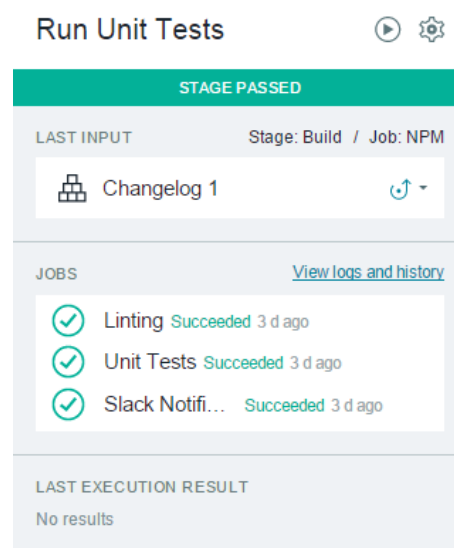 Run Unit Tests
STAGE PASSED
LAST INPUT Stage: Build / Job: NPM
Changelog 1
JOBS View logs and history
Linting Succeeded 3 d ago
Unit Tests Succeeded 3 d ago
Slack Notifi... Succeeded 3 d ago
LAST EXECUTION RESULT
No results